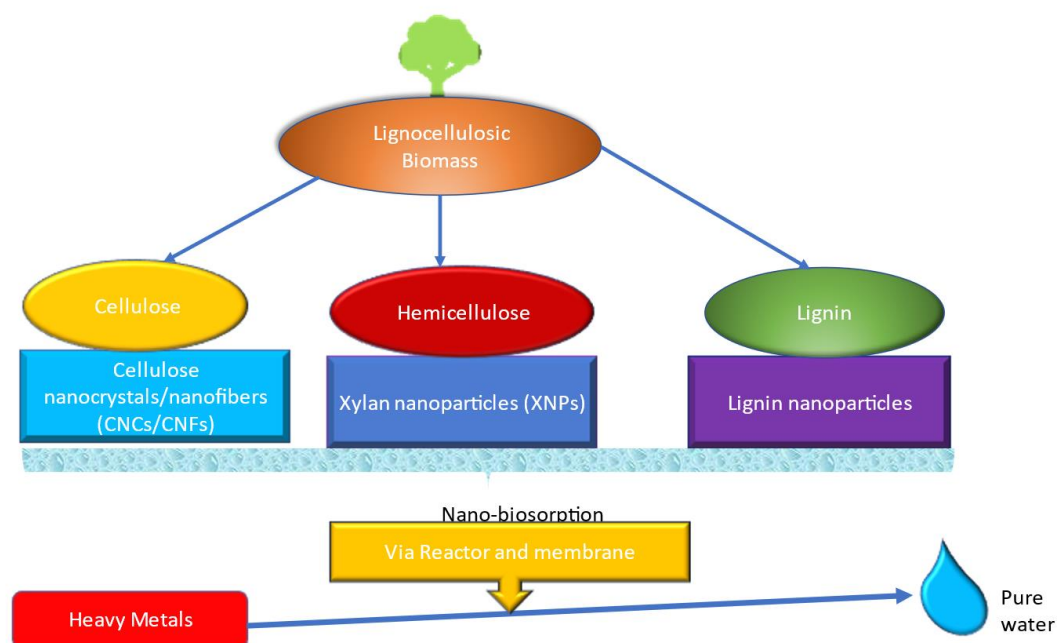 Lignocellulosic
Biomass
Cellulose
Hemicellulose
Lignin
Cellulose
nanocrystals/nanofibers
(CNCs/CNFs)
Xylan nanoparticles (XNPs)
Lignin nanoparticles
Nano-biosorption
Via Reactor and membrane
Heavy Metals
Pure
water